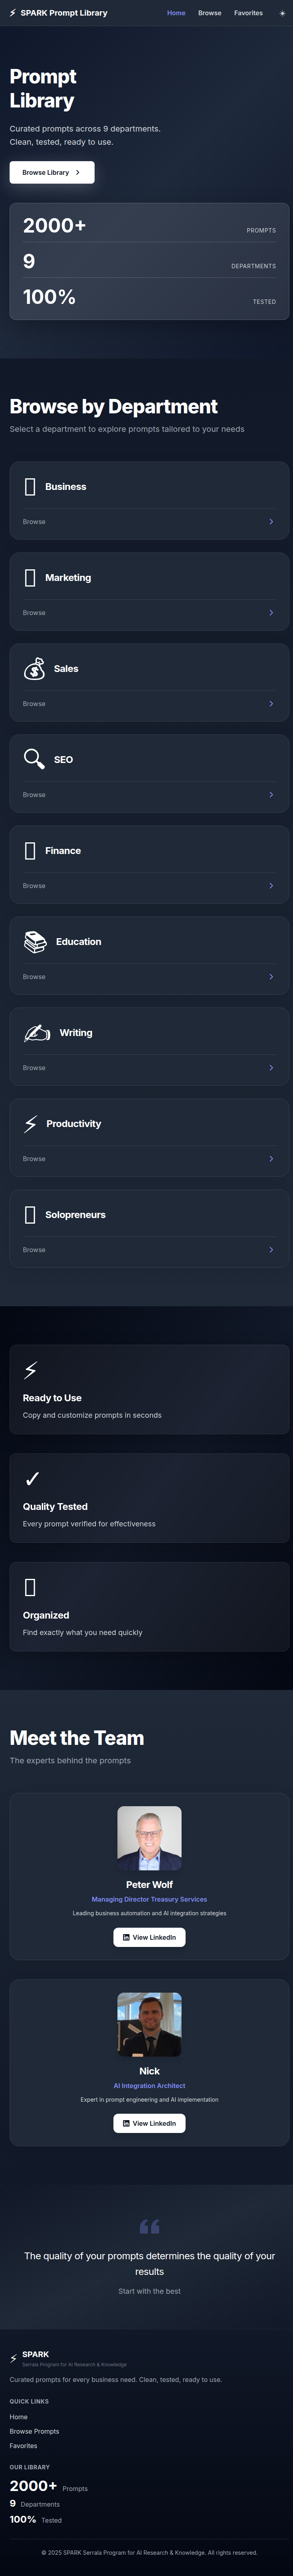 SPARK Prompt Library
Home Browse Favorites
Prompt
Library
Curated prompts across 9 departments.
Clean, tested, ready to use.
Browse Library
2000+ PROMPTS
9 DEPARTMENTS
100% TESTED
Browse by Department
Select a department to explore prompts tailored to your needs
Business
Browse
Marketing
Browse
Sales
Browse
SEO
Browse
Finance
Browse
Education
Browse
Writing
Browse
Productivity
Browse
Solopreneurs
Browse
Ready to Use
Copy and customize prompts in seconds
Quality Tested
Every prompt verified for effectiveness
Organized
Find exactly what you need quickly
Meet the Team
The experts behind the prompts
Peter Wolf
Managing Director Treasury Services
Leading business automation and AI integration strategies
View LinkedIn
Nick
AI Integration Architect
Expert in prompt engineering and AI implementation
View LinkedIn
The quality of your prompts determines the quality of your
results
Start with the best
SPARK
Serrala Program for AI Research & Knowledge
Curated prompts for every business need. Clean, tested, ready to use.
QUICK LINKS
Home
Browse Prompts
Favorites
OUR LIBRARY
2000+ Prompts
9 Departments
100% Tested
© 2025 SPARK Serrala Program for AI Research & Knowledge. All rights reserved.